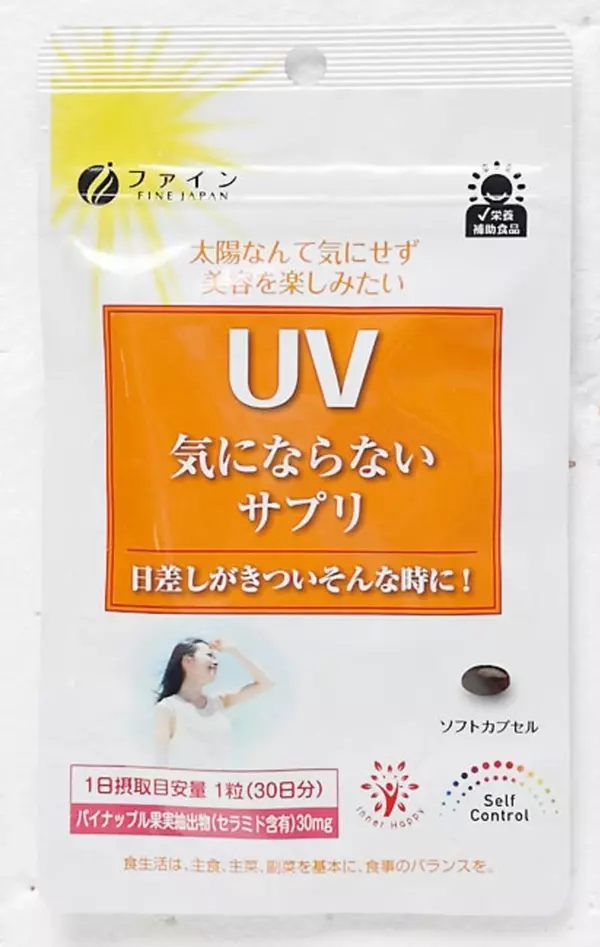 ファイン
FINE JAPAN
✓栄養
補助食品
太陽なんて気にせず
美容を楽しみたい
UV
気にならない
サプリ
日差しがきついそんな時に！
ソフトカプセル
1日摂取目安量 1粒(30日分)
パイナップル果実抽出物(セラミド含有)30mg
Inner Happy
Self
Control
食生活は、主食、主菜、副菜を基本に、食事のバランスを。